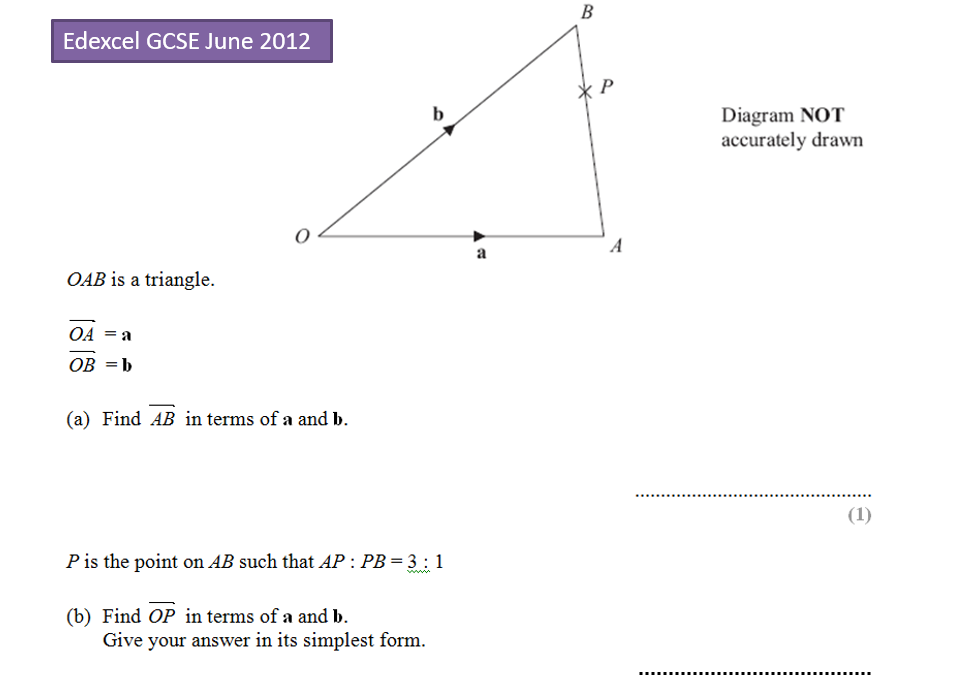 Edexcel GCSE June 2012
B
P
b
Diagram NOT
accurately drawn
O
A
a
OAB is a triangle.
OA = a
OB = b
(a) Find AB in terms of a and b.
(1)
P is the point on AB such that AP : PB = 3 : 1
(b) Find OP in terms of a and b.
Give your answer in its simplest form.